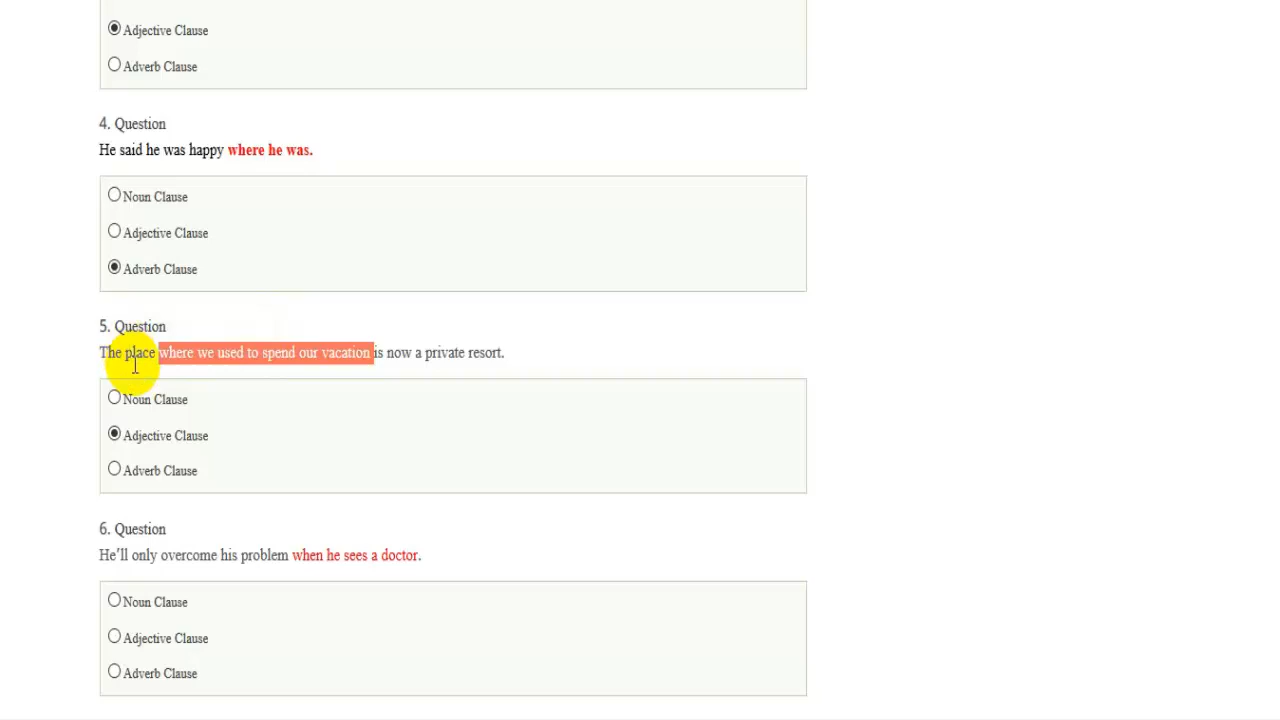 Adjective Clause
Adverb Clause
4. Question
He said he was happy where he was.
Noun Clause
Adjective Clause
Adverb Clause
5. Question
The place where we used to spend our vacation is now a private resort.
Noun Clause
Adjective Clause
Adverb Clause
6. Question
He’ll only overcome his problem when he sees a doctor.
Noun Clause
Adjective Clause
Adverb Clause